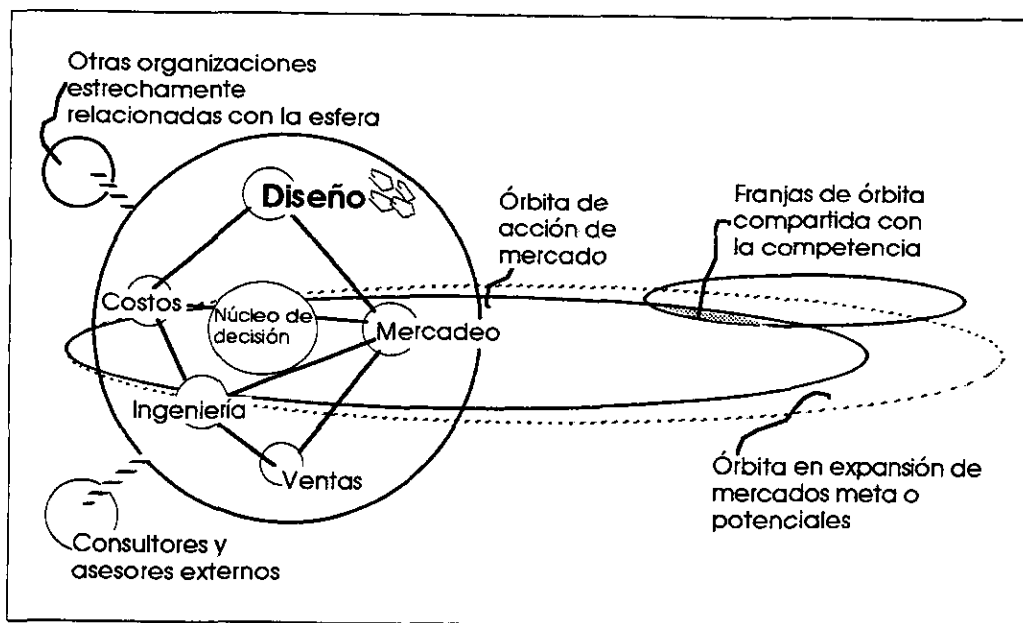 Otras organizaciones
estrechamente
relacionadas con la esfera
Diseño
Órbita de
acción de
mercado
Franjas de órbita
compartida con
la competencia
Costos
Núcleo de
decisión
Mercadeo
Ingeniería
Ventas
Órbita en expansión de
mercados meta o
potenciales
Consultores y
asesores externos